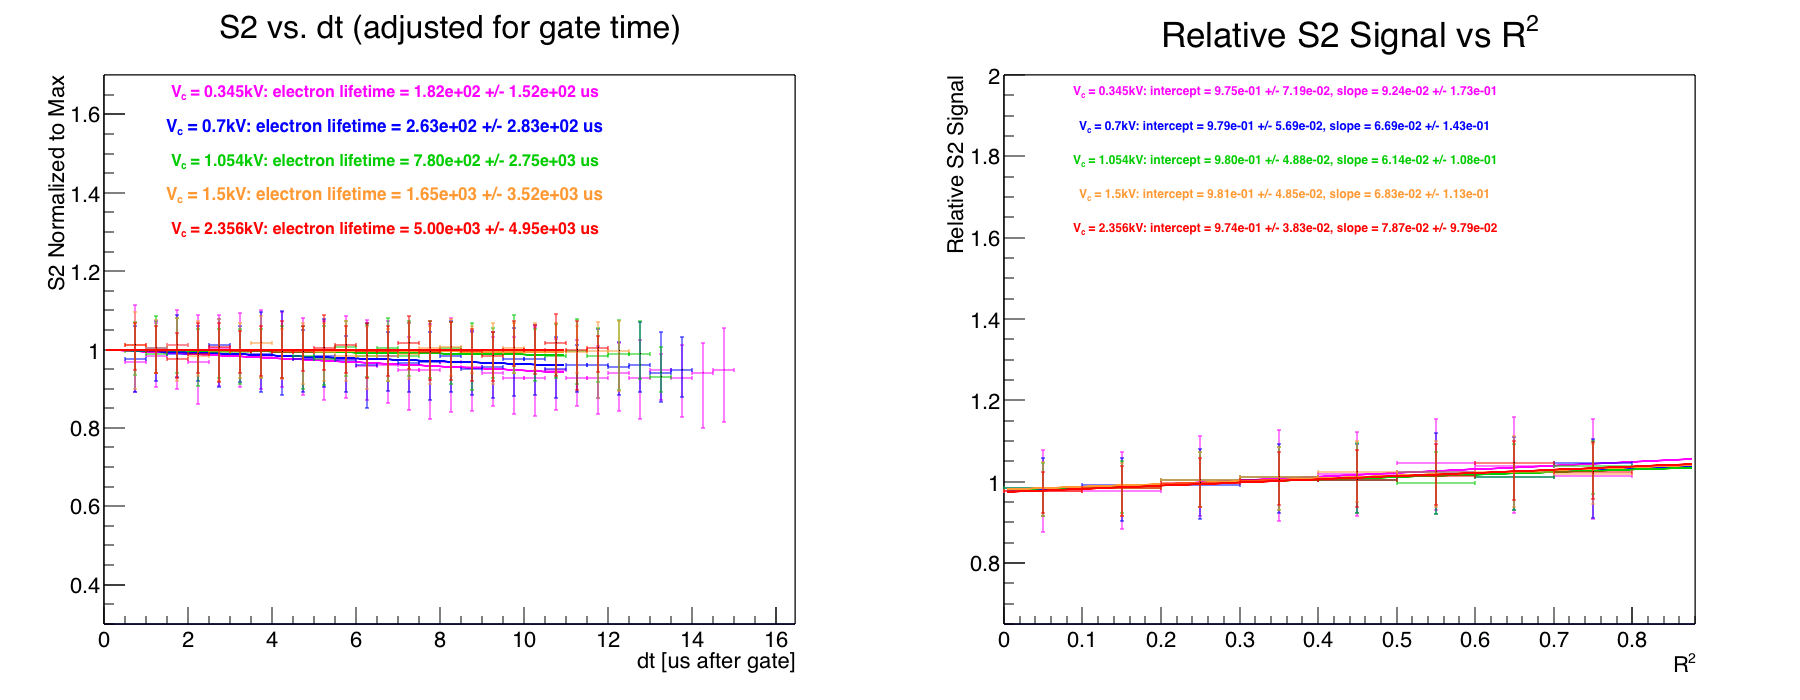 S2 vs. dt (adjusted for gate time)
S2 Normalized to Max
V_c = 0.345kV: electron lifetime = 1.82e+02 +/- 1.52e+02 us
V_c = 0.7kV: electron lifetime = 2.63e+02 +/- 2.83e+02 us
V_c = 1.054kV: electron lifetime = 7.80e+02 +/- 2.75e+03 us
V_c = 1.5kV: electron lifetime = 1.65e+03 +/- 3.52e+03 us
V_c = 2.356kV: electron lifetime = 5.00e+03 +/- 4.95e+03 us
1.6
1.4
1.2
1
0.8
0.6
0.4
0 2 4 6 8 10 12 14 16
dt [us after gate]
Relative S2 Signal vs R²
Relative S2 Signal
V_c = 0.345kV: intercept = 9.75e-01 +/- 7.19e-02, slope = 9.24e-02 +/- 1.73e-01
V_c = 0.7kV: intercept = 9.79e-01 +/- 5.69e-02, slope = 6.69e-02 +/- 1.43e-01
V_c = 1.054kV: intercept = 9.80e-01 +/- 4.88e-02, slope = 6.14e-02 +/- 1.08e-01
V_c = 1.5kV: intercept = 9.81e-01 +/- 4.85e-02, slope = 6.83e-02 +/- 1.13e-01
V_c = 2.356kV: intercept = 9.74e-01 +/- 3.83e-02, slope = 7.87e-02 +/- 9.79e-02
2
1.8
1.6
1.4
1.2
1
0.8
0 0.1 0.2 0.3 0.4 0.5 0.6 0.7 0.8
R²